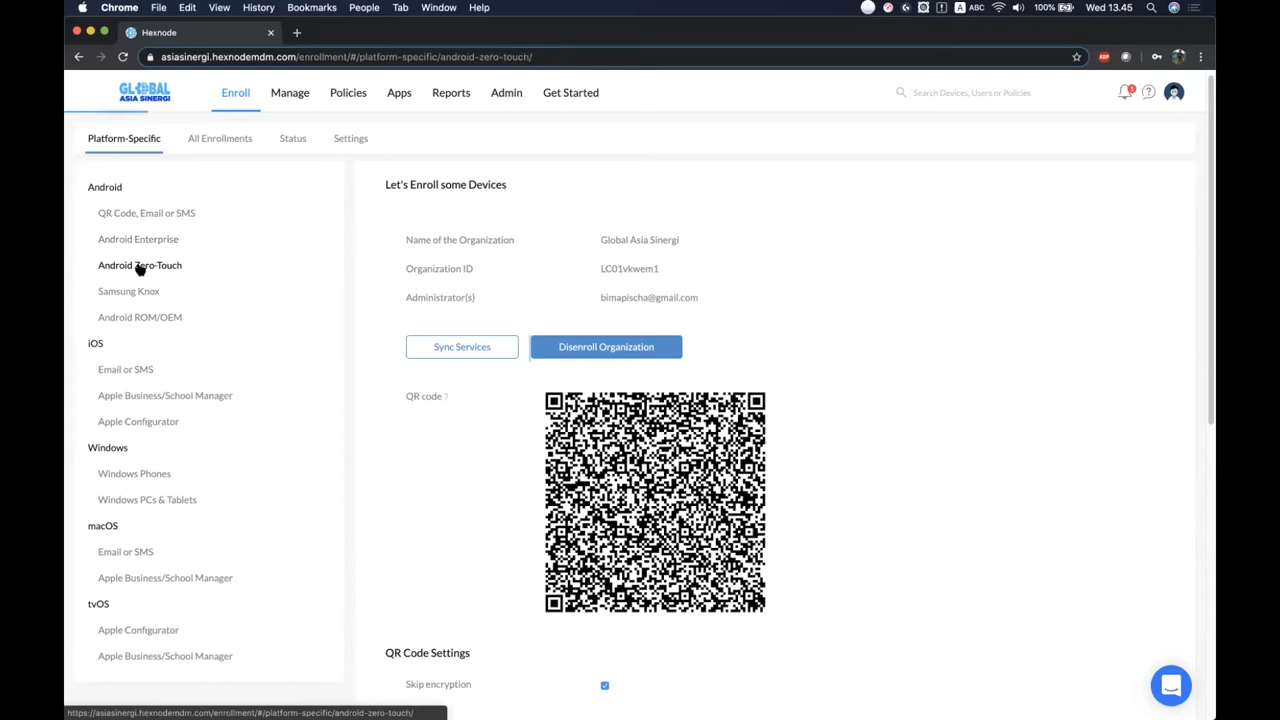 Chrome File Edit View History Bookmarks People Tab Window Help
A ABC 100% Wed 13.45
Hexnode
asiasinergi.hexnodemdm.com/enrollment/#/platform-specific/android-zero-touch/
GLOBAL
ASIA SINERGI
Enroll Manage Policies Apps Reports Admin Get Started
Search Devices, Users or Policies
Platform-Specific All Enrollments Status Settings
Android
QR Code, Email or SMS
Android Enterprise
Android Zero-Touch
Samsung Knox
Android ROM/OEM
iOS
Email or SMS
Apple Business/School Manager
Apple Configurator
Windows
Windows Phones
Windows PCs & Tablets
macOS
Email or SMS
Apple Business/School Manager
tvOS
Apple Configurator
Apple Business/School Manager
Let's Enroll some Devices
Name of the Organization Global Asia Sinergi
Organization ID LC01vkwem1
Administrator(s) bimapischa@gmail.com
Sync Services Disenroll Organization
QR code ?
QR Code Settings
Skip encryption
https://asiasinergi.hexnodemdm.com/enrollment/#/platform-specific/android-zero-touch/